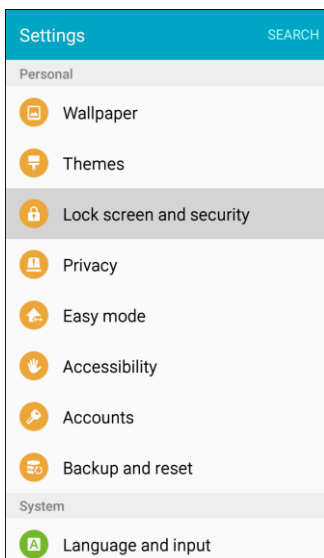 Settings
SEARCH
Personal
Wallpaper
Themes
Lock screen and security
Privacy
Easy mode
Accessibility
Accounts
Backup and reset
System
A
Language and input